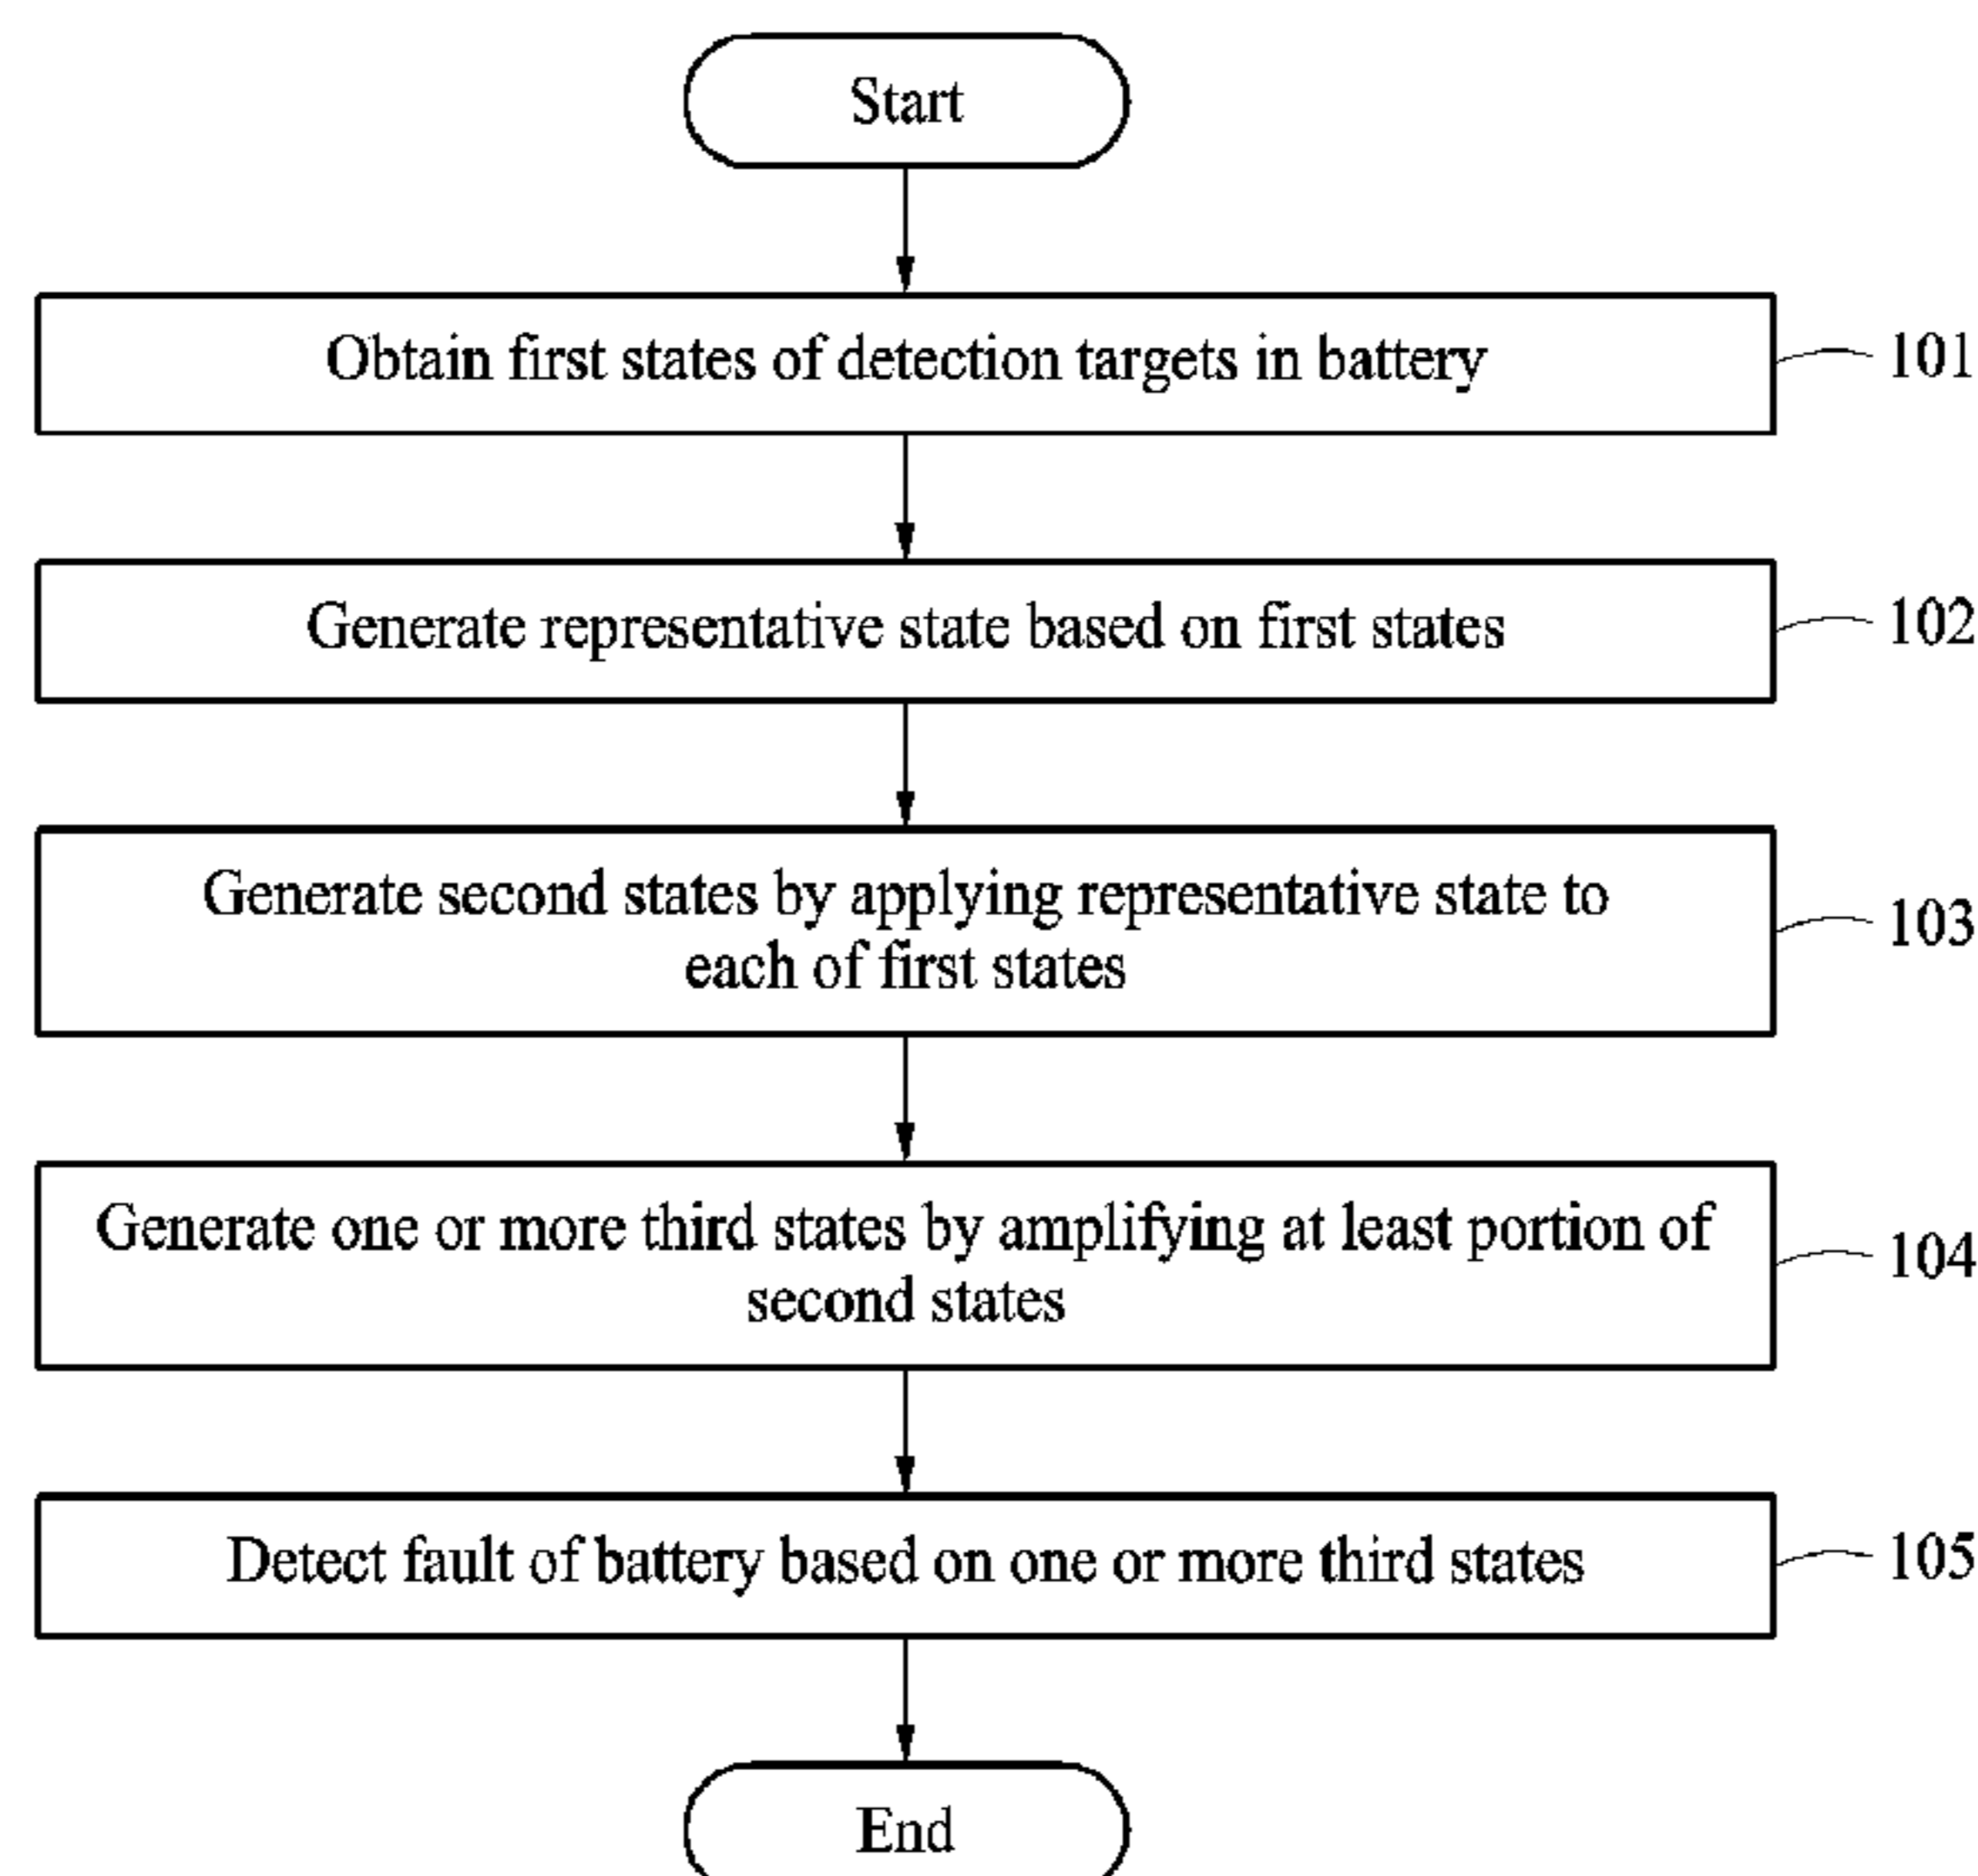 Start
Obtain first states of detection targets in battery
101
Generate representative state based on first states
102
Generate second states by applying representative state to
each of first states
103
Generate one or more third states by amplifying at least portion of
second states
104
Detect fault of battery based on one or more third states
105
End